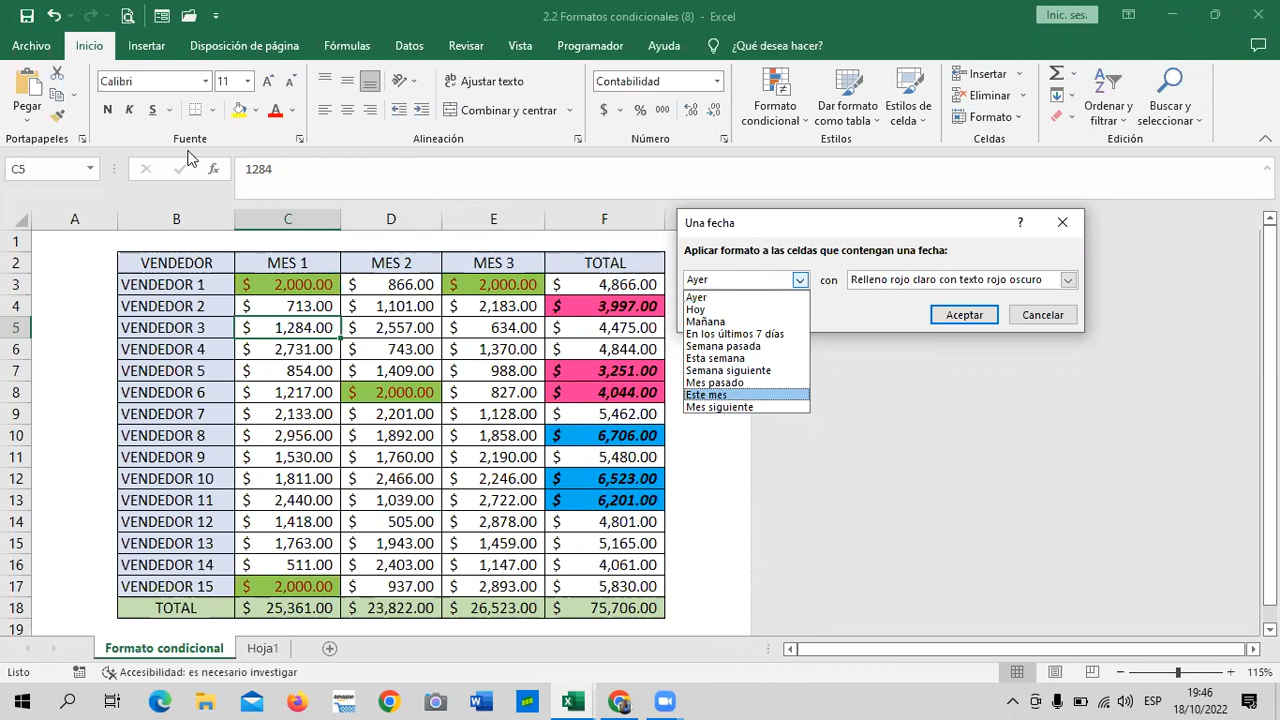 2.2 Formatos condicionales (8) - Excel
Inic. ses.
Archivo Inicio Insertar Disposición de página Fórmulas Datos Revisar Vista Programador Ayuda ¿Qué desea hacer?
Pegar
Calibri 11
N K S
Ajustar texto
Combinar y centrar
Contabilidad
$ % 000
Formato condicional
Dar formato como tabla
Estilos de celda
Insertar
Eliminar
Formato
Ordenar y filtrar
Buscar y seleccionar
Portapapeles Fuente Alineación Número Estilos Celdas Edición
C5 fx 1284
A B C D E F
1
2 VENDEDOR MES 1 MES 2 MES 3 TOTAL
3 VENDEDOR 1 $ 2,000.00 $ 866.00 $ 2,000.00 $ 4,866.00
4 VENDEDOR 2 $ 713.00 $ 1,101.00 $ 2,183.00 $ 3,997.00
5 VENDEDOR 3 $ 1,284.00 $ 2,557.00 $ 634.00 $ 4,475.00
6 VENDEDOR 4 $ 2,731.00 $ 743.00 $ 1,370.00 $ 4,844.00
7 VENDEDOR 5 $ 854.00 $ 1,409.00 $ 988.00 $ 3,251.00
8 VENDEDOR 6 $ 1,217.00 $ 2,000.00 $ 827.00 $ 4,044.00
9 VENDEDOR 7 $ 2,133.00 $ 2,201.00 $ 1,128.00 $ 5,462.00
10 VENDEDOR 8 $ 2,956.00 $ 1,892.00 $ 1,858.00 $ 6,706.00
11 VENDEDOR 9 $ 1,530.00 $ 1,760.00 $ 2,190.00 $ 5,480.00
12 VENDEDOR 10 $ 1,811.00 $ 2,466.00 $ 2,246.00 $ 6,523.00
13 VENDEDOR 11 $ 2,440.00 $ 1,039.00 $ 2,722.00 $ 6,201.00
14 VENDEDOR 12 $ 1,418.00 $ 505.00 $ 2,878.00 $ 4,801.00
15 VENDEDOR 13 $ 1,763.00 $ 1,943.00 $ 1,459.00 $ 5,165.00
16 VENDEDOR 14 $ 511.00 $ 2,403.00 $ 1,147.00 $ 4,061.00
17 VENDEDOR 15 $ 2,000.00 $ 937.00 $ 2,893.00 $ 5,830.00
18 TOTAL $ 25,361.00 $ 23,822.00 $ 26,523.00 $ 75,706.00
19
Una fecha
Aplicar formato a las celdas que contengan una fecha:
Ayer con Relleno rojo claro con texto rojo oscuro
Ayer
Hoy
Mañana
En los últimos 7 días
Semana pasada
Esta semana
Semana siguiente
Mes pasado
Este mes
Mes siguiente
Aceptar Cancelar
Formato condicional Hoja1
Listo Accesibilidad: es necesario investigar 115%
ESP
19:46
18/10/2022